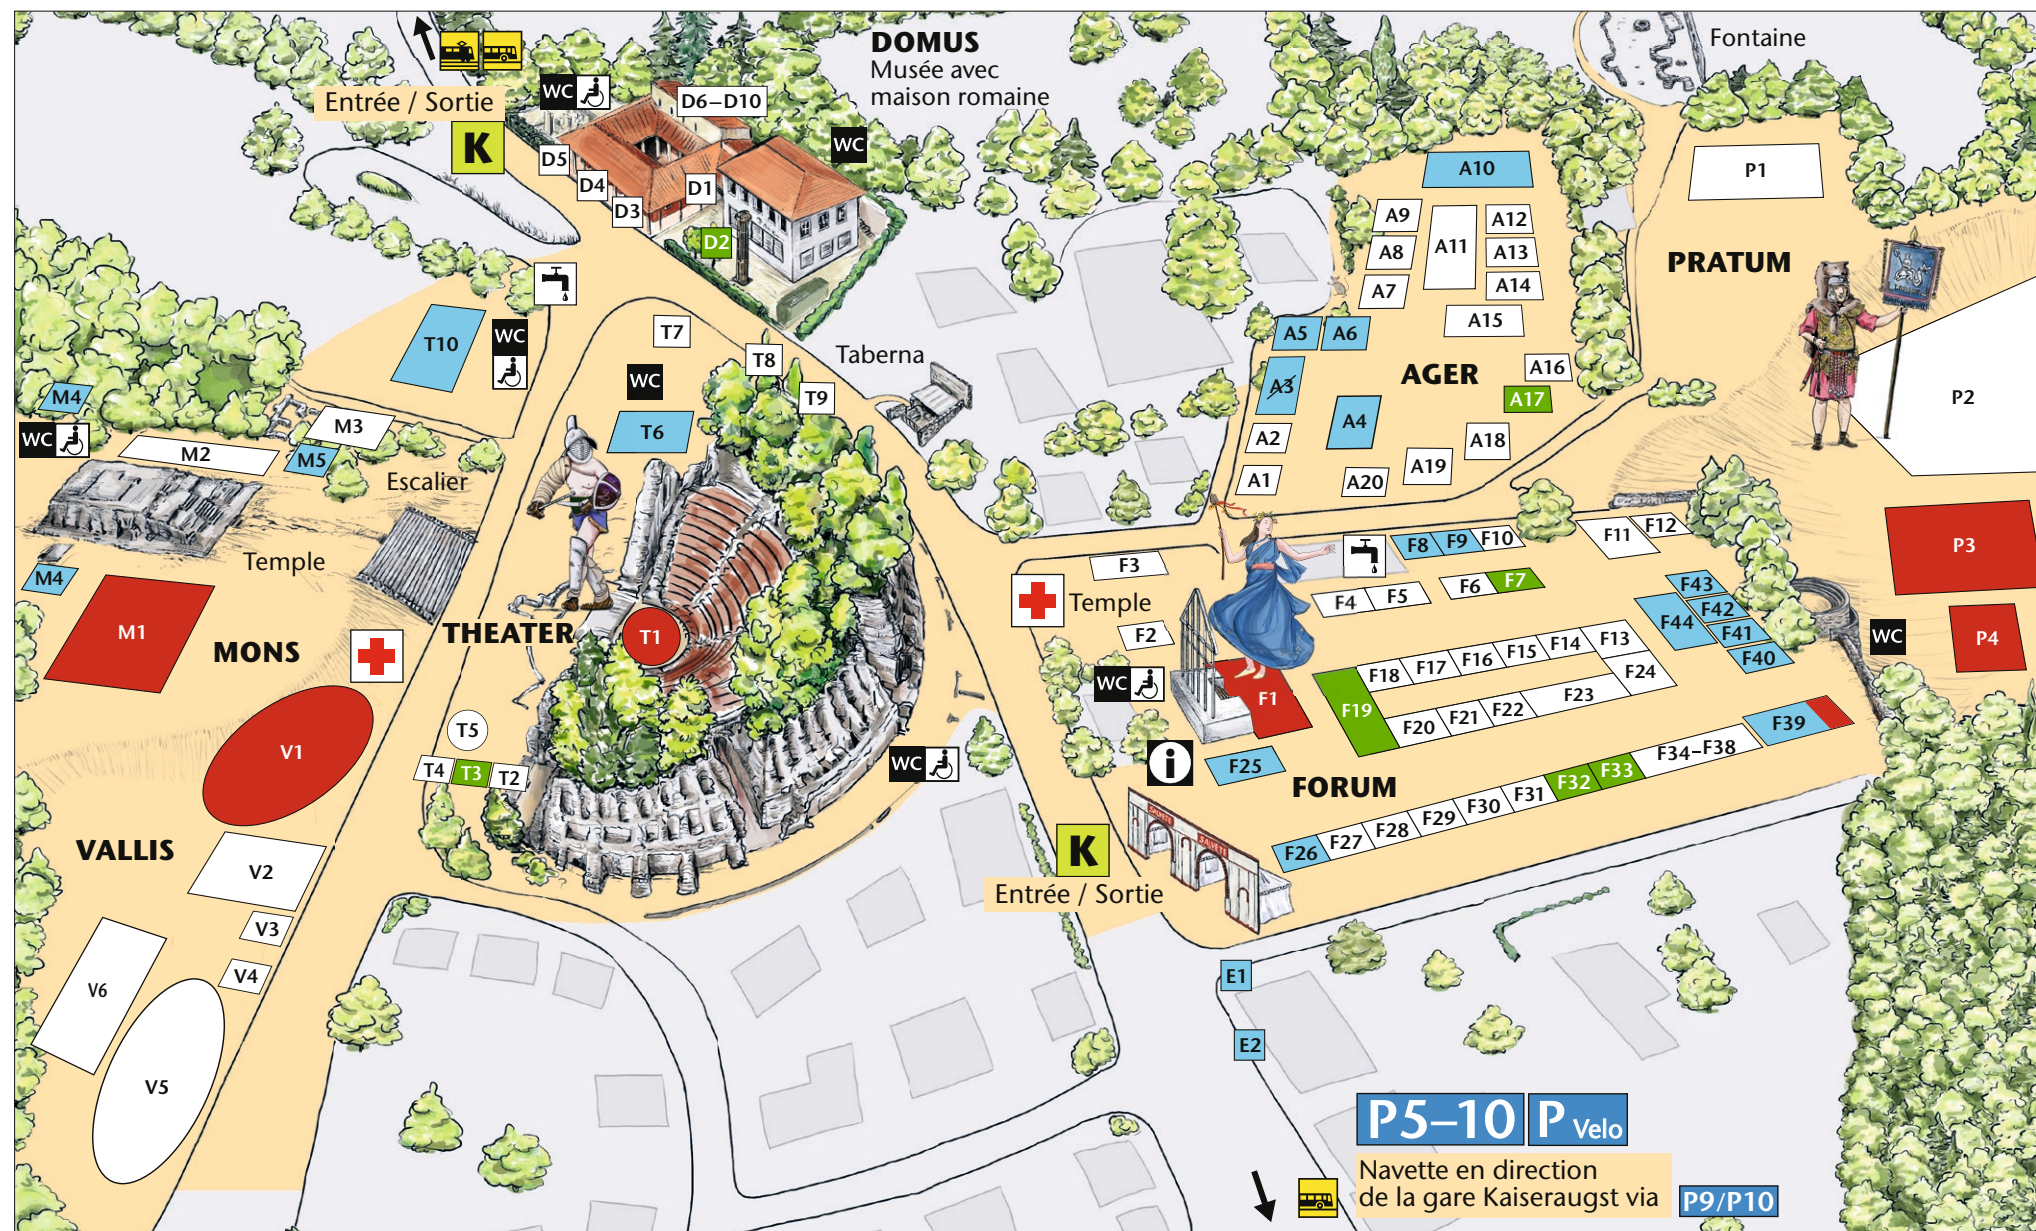 DOMUS
Musée avec
maison romaine
Fontaine
Entrée / Sortie
K
WC
D6–D10
WC
D5
D4
D3
D1
D2
A10
P1
A9
A8
A7
A11
A12
A13
A14
A15
PRATUM
T10
WC
T7
WC
T8
T9
T6
Taberna
A5
A6
A3
A4
A2
A1
AGER
A16
A17
A18
A19
A20
P2
M4
WC
M3
M2
M5
Escalier
Temple
M4
M1
MONS
THEATER
T1
F3
Temple
F2
WC
F8
F9
F10
F11
F12
F4
F5
F6
F7
P3
P4
WC
F43
F42
F41
F40
F44
F13
F14
F15
F16
F17
F18
F19
F24
F23
F22
F21
F20
F1
F25
FORUM
F39
F34–F38
F33
F32
F31
F30
F29
F28
F27
F26
V1
T5
T4
T3
T2
WC
i
SALVETE
SALVETE
VALLIS
V2
V3
V4
V6
V5
K
Entrée / Sortie
E1
E2
P5–10
P Velo
Navette en direction
de la gare Kaiseraugst via
P9/P10